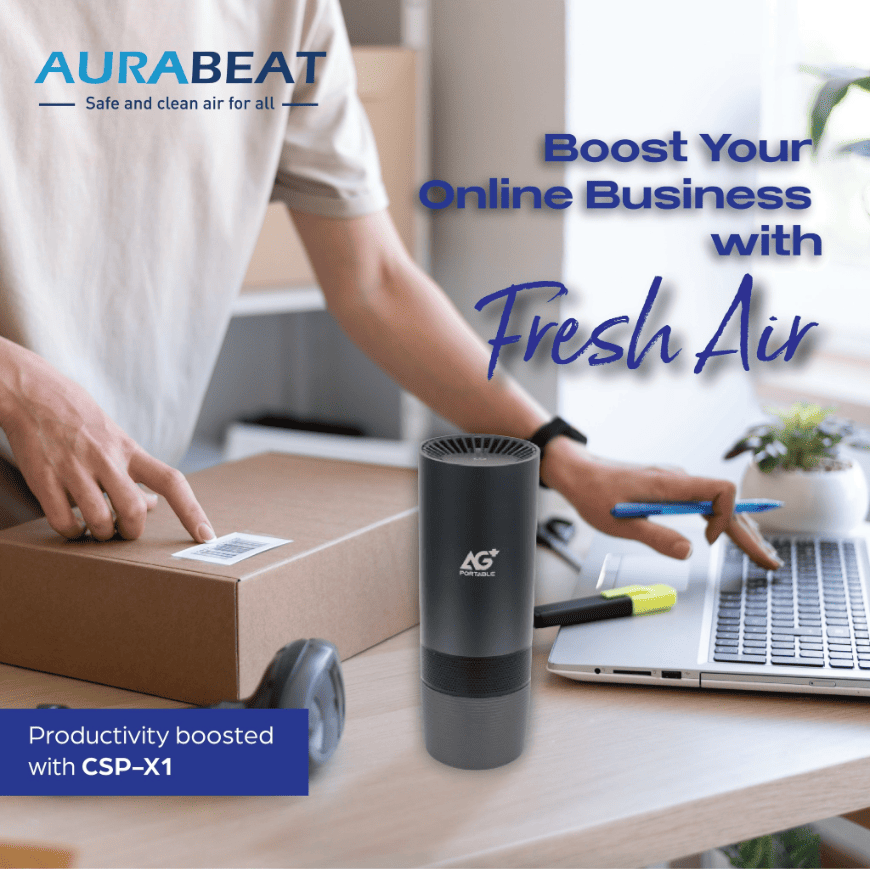 AURABEAT
Safe and clean air for all
Boost Your
Online Business
with
Fresh Air
AG+
PORTABLE
Productivity boosted
with CSP-X1